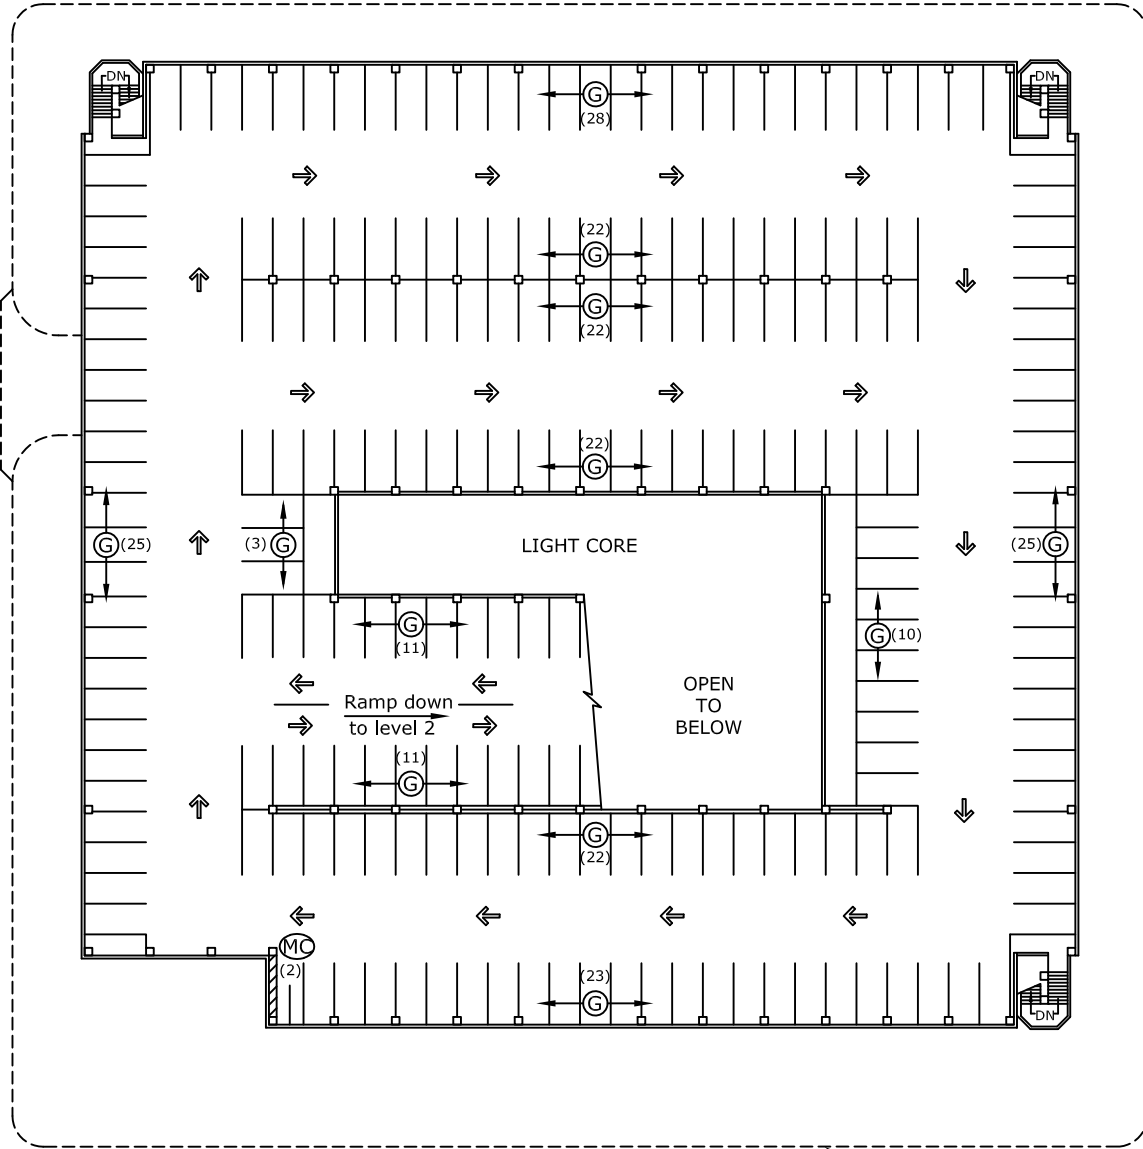 DN
DN
G
(28)
(22)
G
G
(22)
(22)
G
G (25)
(3) G
LIGHT CORE
(25) G
G
(11)
G (10)
OPEN
TO
BELOW
Ramp down
to level 2
(11)
G
G
(22)
MC
(2)
(23)
G
DN